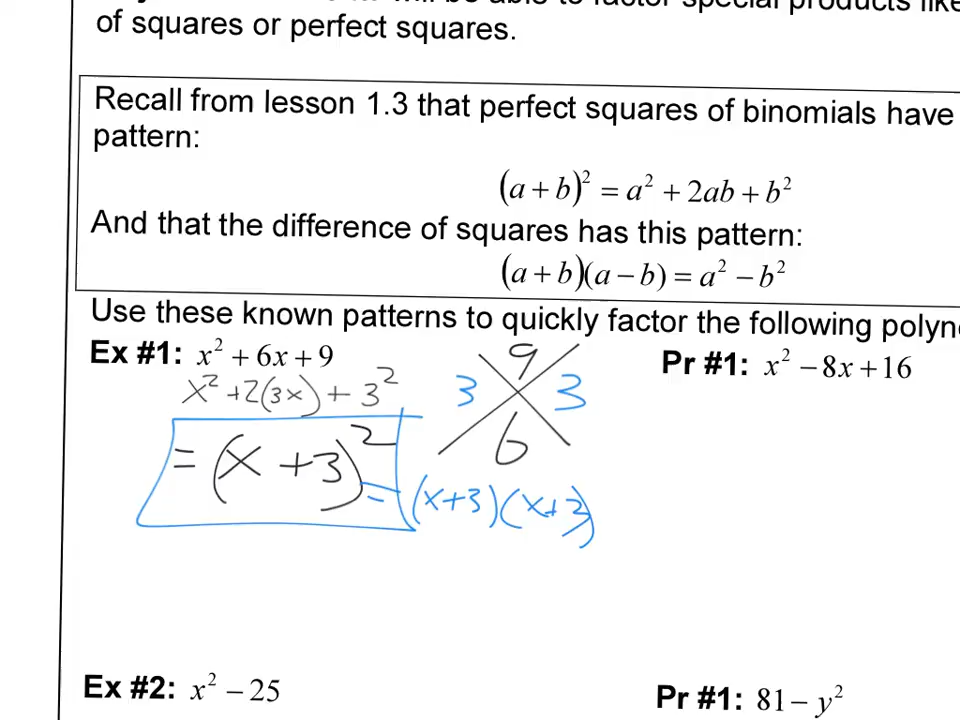 of squares or perfect squares.
Recall from lesson 1.3 that perfect squares of binomials have
pattern:
(a + b)² = a² + 2ab + b²
And that the difference of squares has this pattern:
(a + b)(a − b) = a² − b²
Use these known patterns to quickly factor the following polyn
Ex #1: x² + 6x + 9
x² + 2(3x) + 3²
= (x + 3)²
= (x+3)(x+3)
9
3 3
6
Pr #1: x² − 8x + 16
Ex #2: x² − 25
Pr #1: 81 − y²